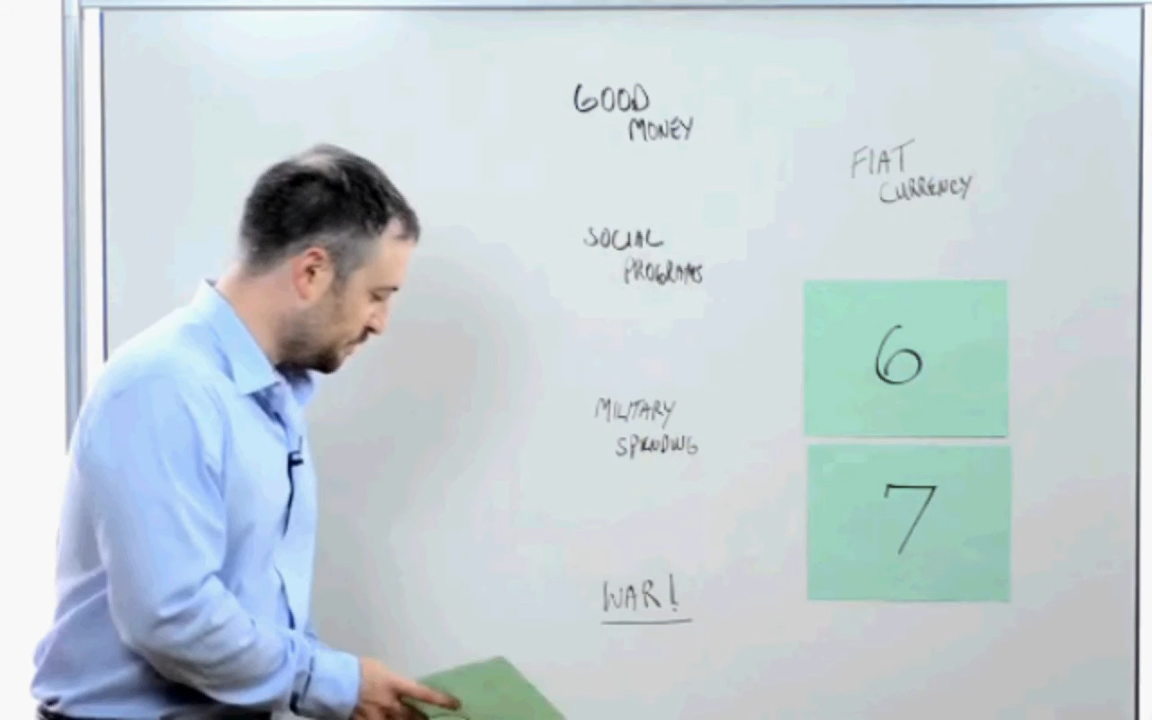 GOOD
MONEY
FIAT
CURRENCY
SOCIAL
PROGRAMS
6
MILITARY
SPENDING
7
WAR!